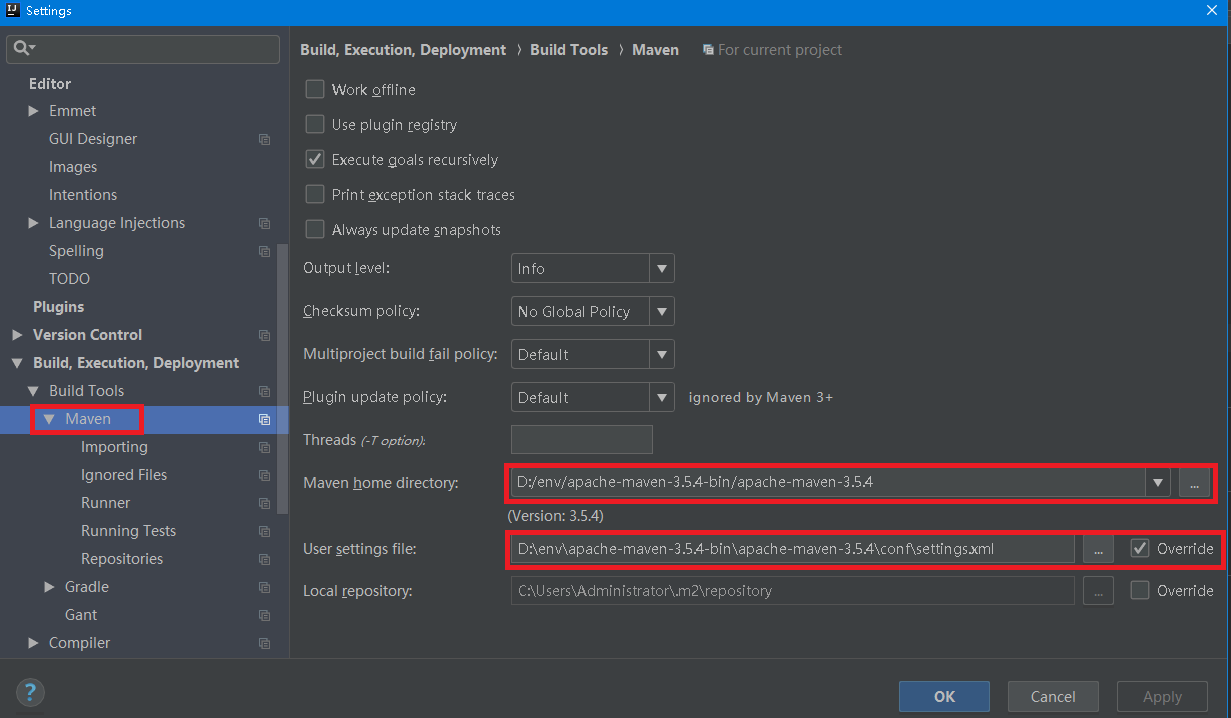 Settings
Editor
Emmet
GUI Designer
Images
Intentions
Language Injections
Spelling
TODO
Plugins
Version Control
Build, Execution, Deployment
Build Tools
Maven
Importing
Ignored Files
Runner
Running Tests
Repositories
Gradle
Gant
Compiler
Build, Execution, Deployment › Build Tools › Maven For current project
Work offline
Use plugin registry
Execute goals recursively
Print exception stack traces
Always update snapshots
Output level: Info
Checksum policy: No Global Policy
Multiproject build fail policy: Default
Plugin update policy: Default ignored by Maven 3+
Threads (-T option):
Maven home directory: D:/env/apache-maven-3.5.4-bin/apache-maven-3.5.4 ...
(Version: 3.5.4)
User settings file: D:\env\apache-maven-3.5.4-bin\apache-maven-3.5.4\conf\settings.xml ... Override
Local repository: C:\Users\Administrator\.m2\repository ... Override
? OK Cancel Apply